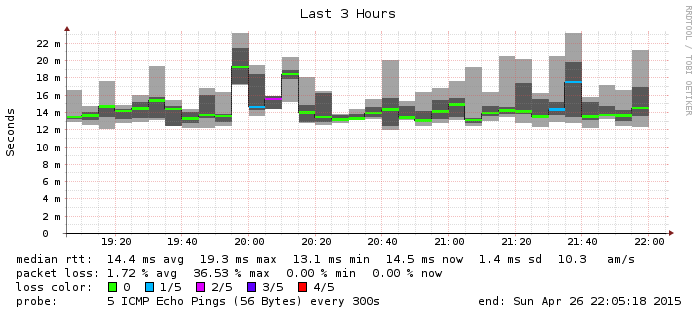 Last 3 Hours
RRDTOOL / TOBI OETIKER
Seconds
22 m
20 m
18 m
16 m
14 m
12 m
10 m
8 m
6 m
4 m
2 m
0
19:20 19:40 20:00 20:20 20:40 21:00 21:20 21:40 22:00
median rtt: 14.4 ms avg 19.3 ms max 13.1 ms min 14.5 ms now 1.4 ms sd 10.3 am/s
packet loss: 1.72 % avg 36.53 % max 0.00 % min 0.00 % now
loss color: 0 1/5 2/5 3/5 4/5
probe: 5 ICMP Echo Pings (56 Bytes) every 300s end: Sun Apr 26 22:05:18 2015